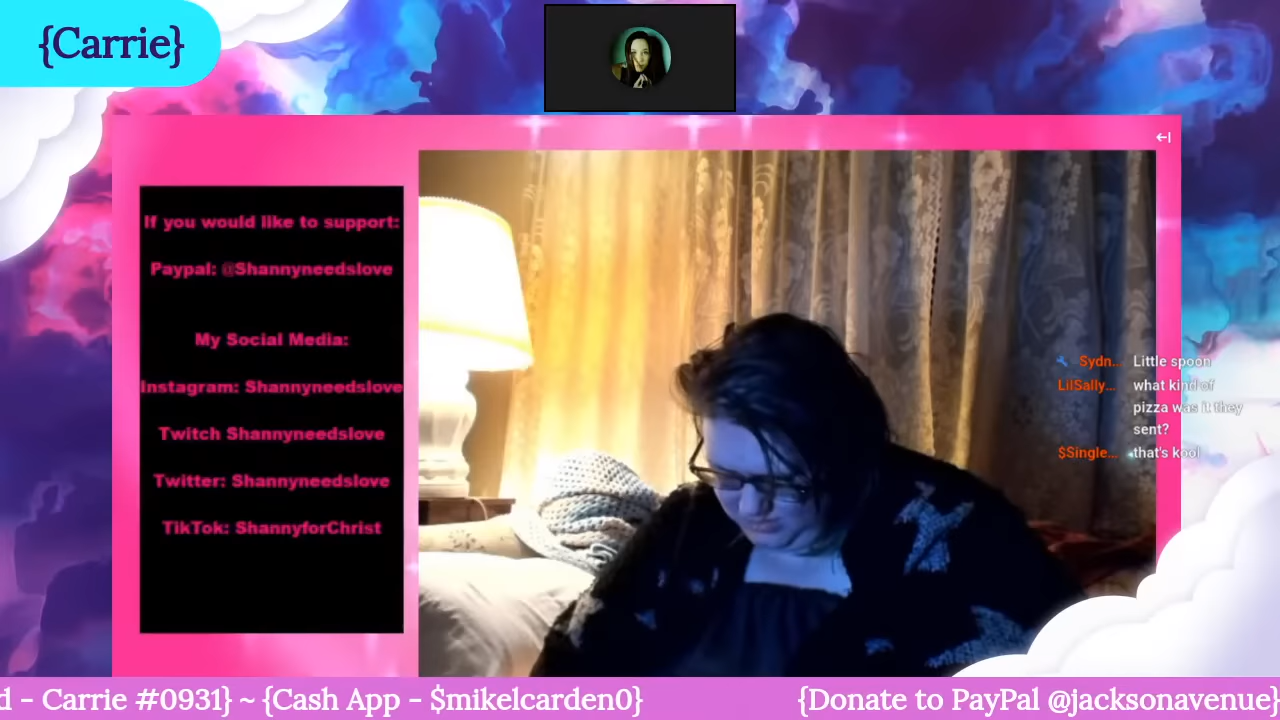 {Carrie}
If you would like to support:
Paypal: @Shannyneedslove
My Social Media:
Instagram: Shannyneedslove
Twitch Shannyneedslove
Twitter: Shannyneedslove
TikTok: ShannyforChrist
Sydn... Little spoon
LilSally... what kind of
pizza was it they
sent?
$Single... that's kool
d - Carrie #0931} ~ {Cash App - $mikelcarden0} {Donate to PayPal @jacksonavenue}